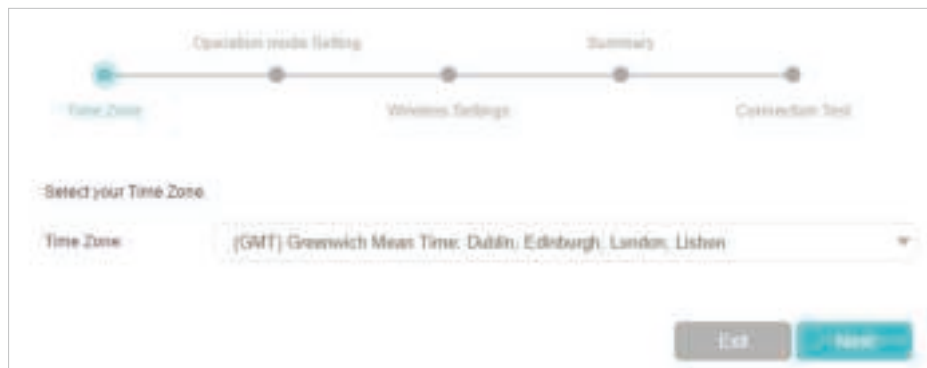 Operation mode Setting Summary
Time Zone Wireless Settings Connection Test
Select your Time Zone
Time Zone (GMT) Greenwich Mean Time: Dublin, Edinburgh, London, Lisbon
Exit Next